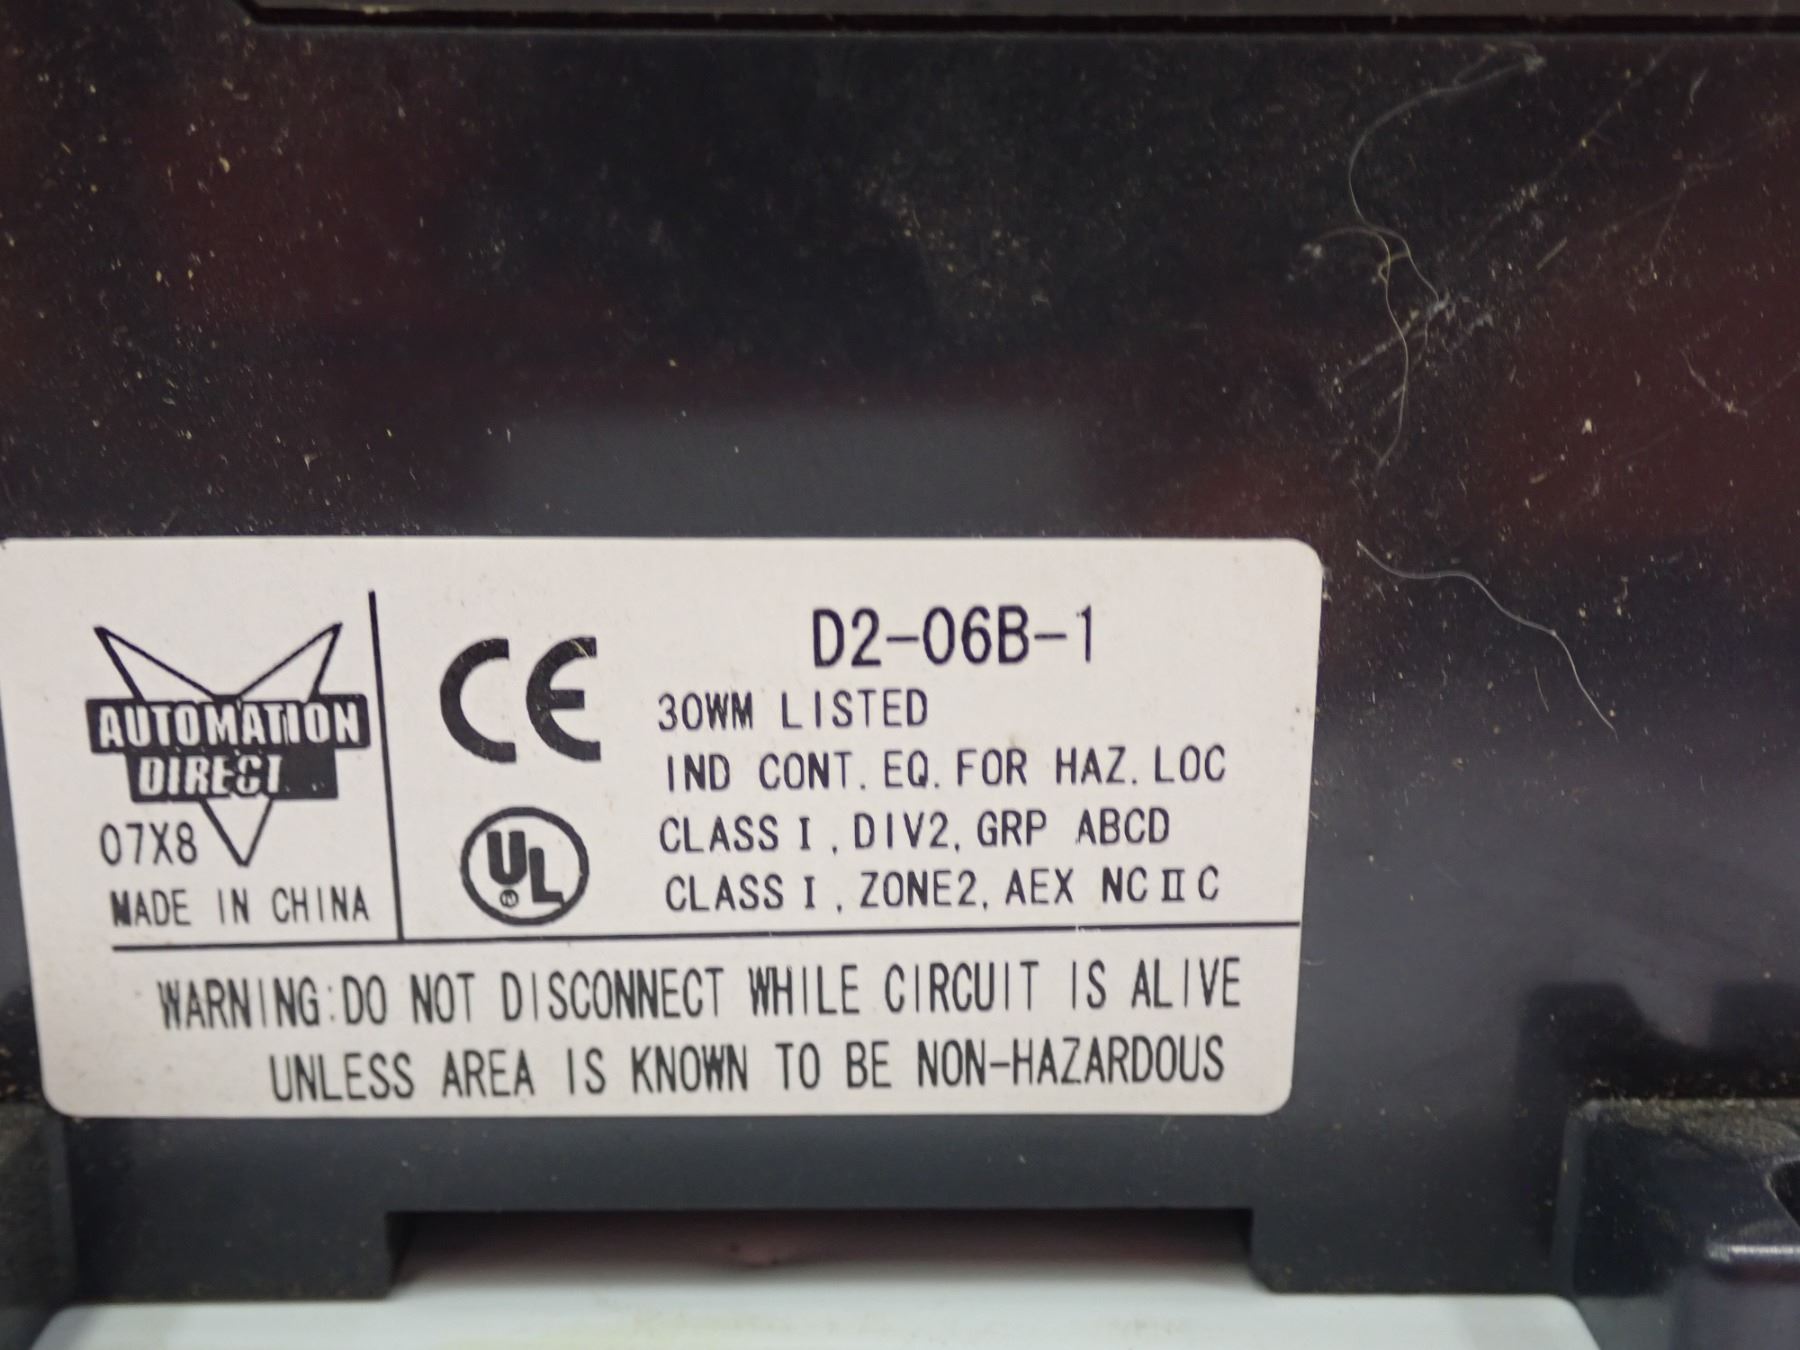 AUTOMATION
DIRECT
07X8
MADE IN CHINA
CE
UL
D2-06B-1
30WM LISTED
IND CONT. EQ. FOR HAZ. LOC
CLASS I, DIV2, GRP ABCD
CLASS I, ZONE2, AEX NC II C
WARNING:DO NOT DISCONNECT WHILE CIRCUIT IS ALIVE
UNLESS AREA IS KNOWN TO BE NON-HAZARDOUS